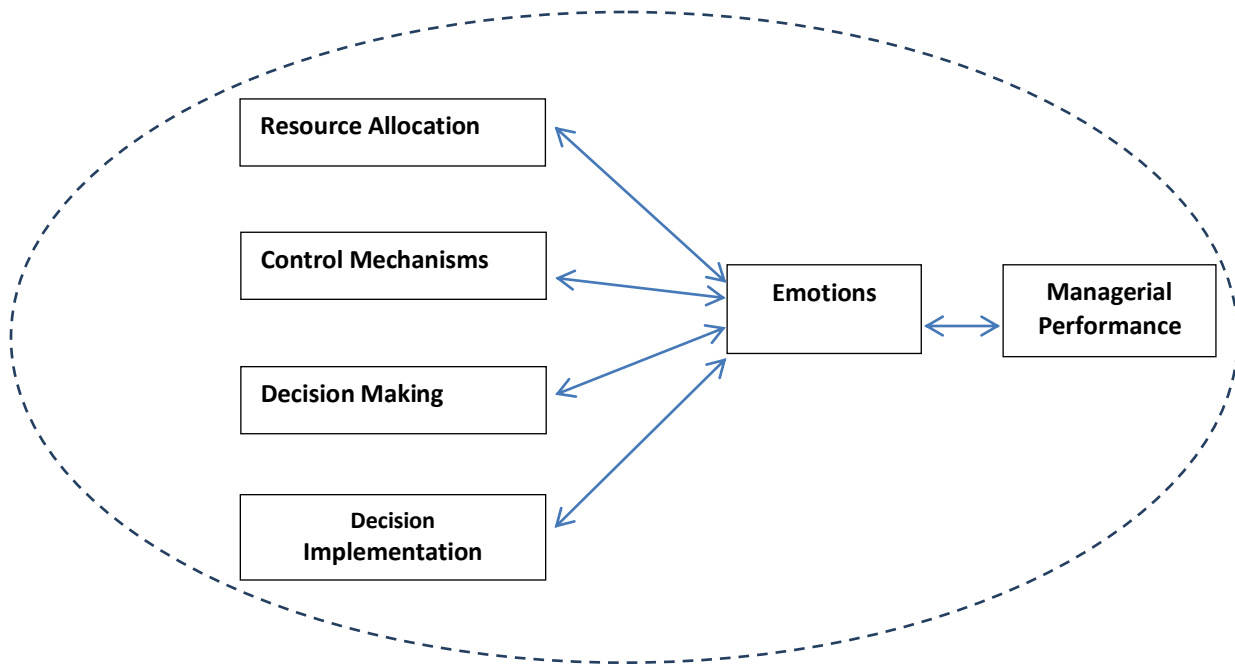 Resource Allocation
Control Mechanisms
Decision Making
Decision
Implementation
Emotions
Managerial
Performance